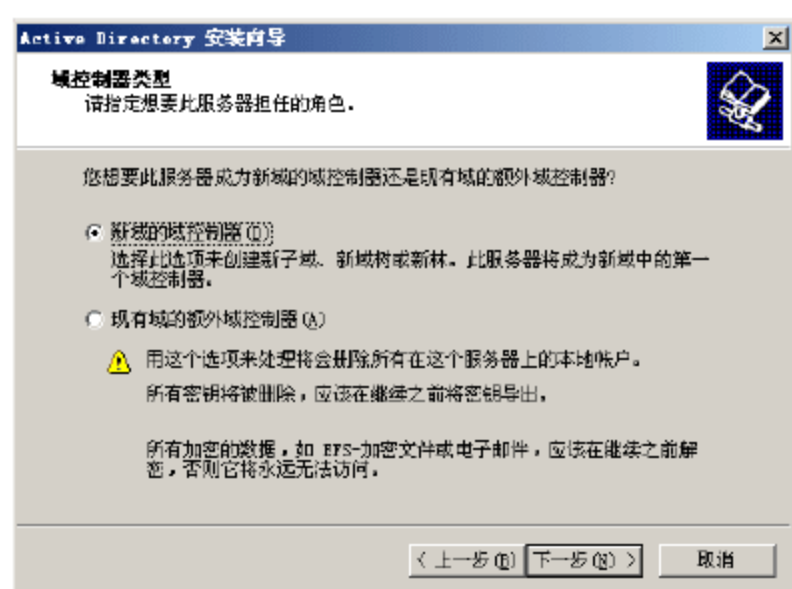 Active Directory 安装向导
域控制器类型
请指定想要此服务器担任的角色。
您想要此服务器成为新域的域控制器还是现有域的额外域控制器?
新域的域控制器(D)
选择此选项来创建新子域、新域树或新林。此服务器将成为新域中的第一
个域控制器。
现有域的额外域控制器(A)
用这个选项来处理将会删除所有在这个服务器上的本地帐户。
所有密钥将被删除，应该在继续之前将密钥导出。
所有加密的数据，如 EFS-加密文件或电子邮件，应该在继续之前解
密，否则它将永远无法访问。
< 上一步(B) 下一步(N) > 取消